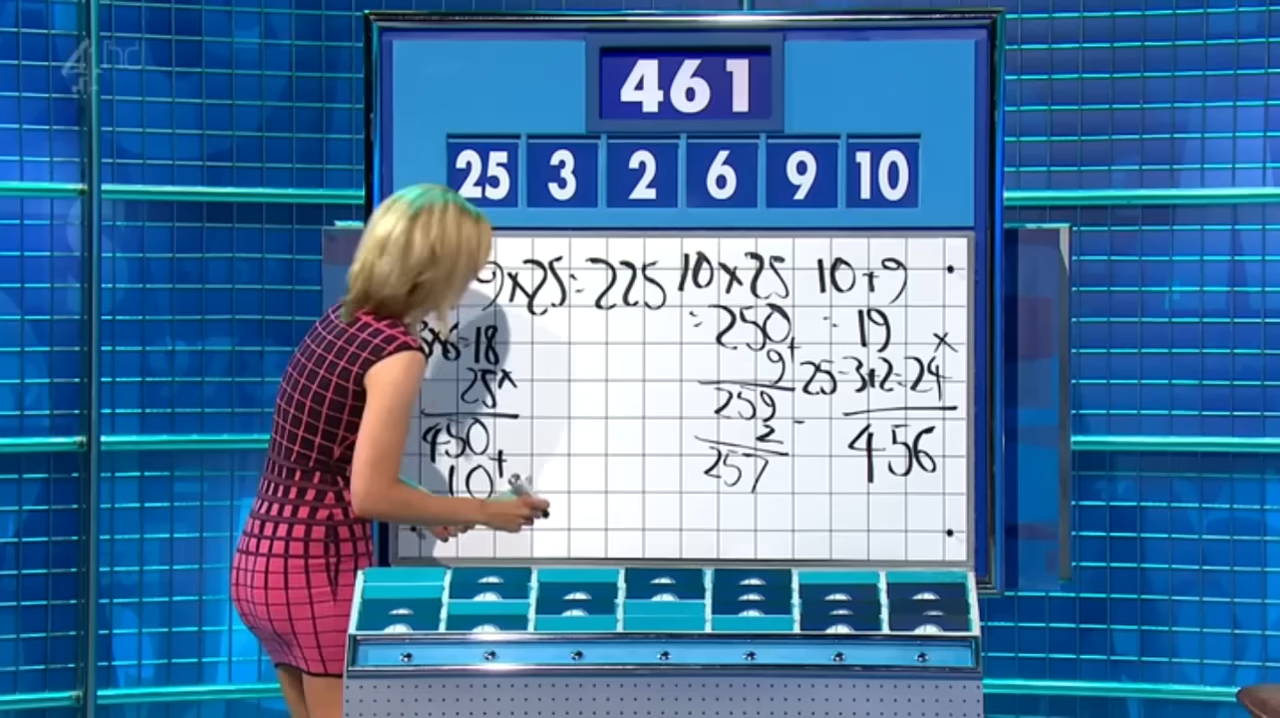 4hd
461
25 3 2 6 9 10
9x25=225 10x25 10+9
=250 =19
3x6=18 9+ x
25x 25-3+2=24
259 -
450 2 456
10+ 257